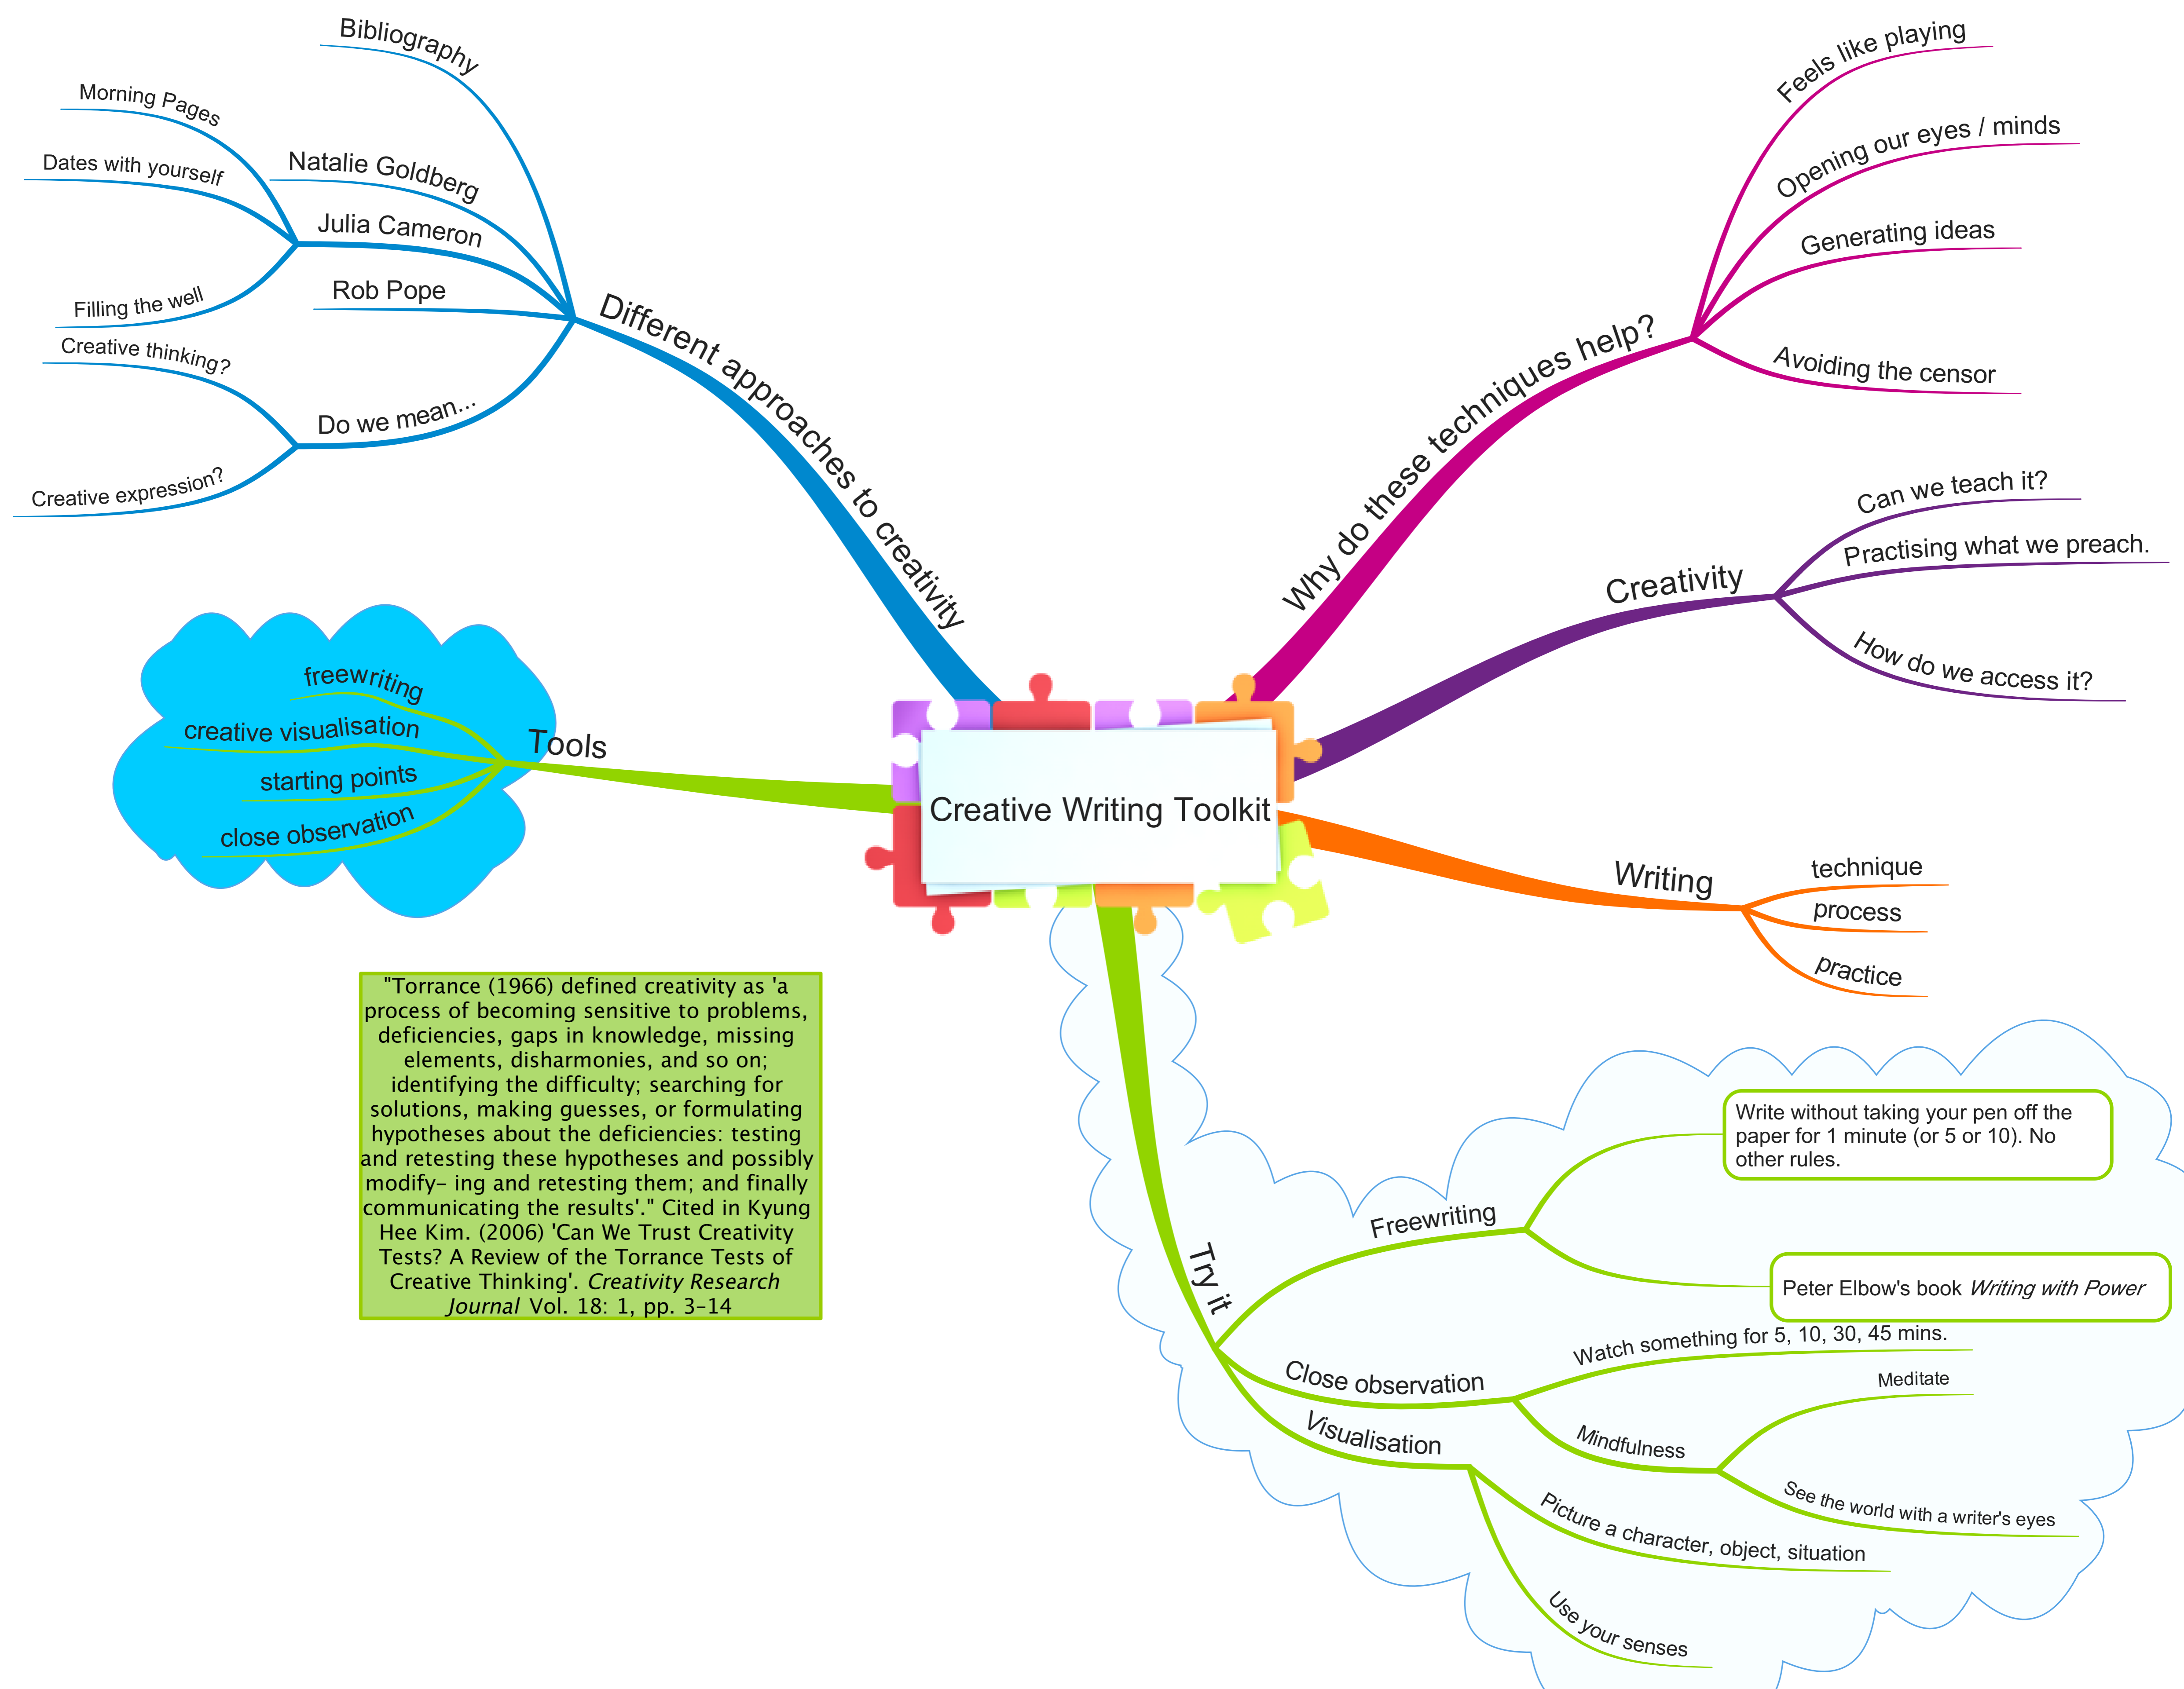 Creative Writing Toolkit
Why do these techniques help?
Feels like playing
Opening our eyes / minds
Generating ideas
Avoiding the censor
Creativity
Can we teach it?
Practising what we preach.
How do we access it?
Writing
technique
process
practice
Try it
Freewriting
Write without taking your pen off the
paper for 1 minute (or 5 or 10). No
other rules.
Peter Elbow's book Writing with Power
Close observation
Watch something for 5, 10, 30, 45 mins.
Mindfulness
Meditate
See the world with a writer's eyes
Visualisation
Picture a character, object, situation
Use your senses
Tools
freewriting
creative visualisation
starting points
close observation
Different approaches to creativity
Bibliography
Natalie Goldberg
Julia Cameron
Morning Pages
Dates with yourself
Filling the well
Rob Pope
Do we mean...
Creative thinking?
Creative expression?
"Torrance (1966) defined creativity as 'a
process of becoming sensitive to problems,
deficiencies, gaps in knowledge, missing
elements, disharmonies, and so on;
identifying the difficulty; searching for
solutions, making guesses, or formulating
hypotheses about the deficiencies: testing
and retesting these hypotheses and possibly
modify- ing and retesting them; and finally
communicating the results'." Cited in Kyung
Hee Kim. (2006) 'Can We Trust Creativity
Tests? A Review of the Torrance Tests of
Creative Thinking'. Creativity Research
Journal Vol. 18: 1, pp. 3-14